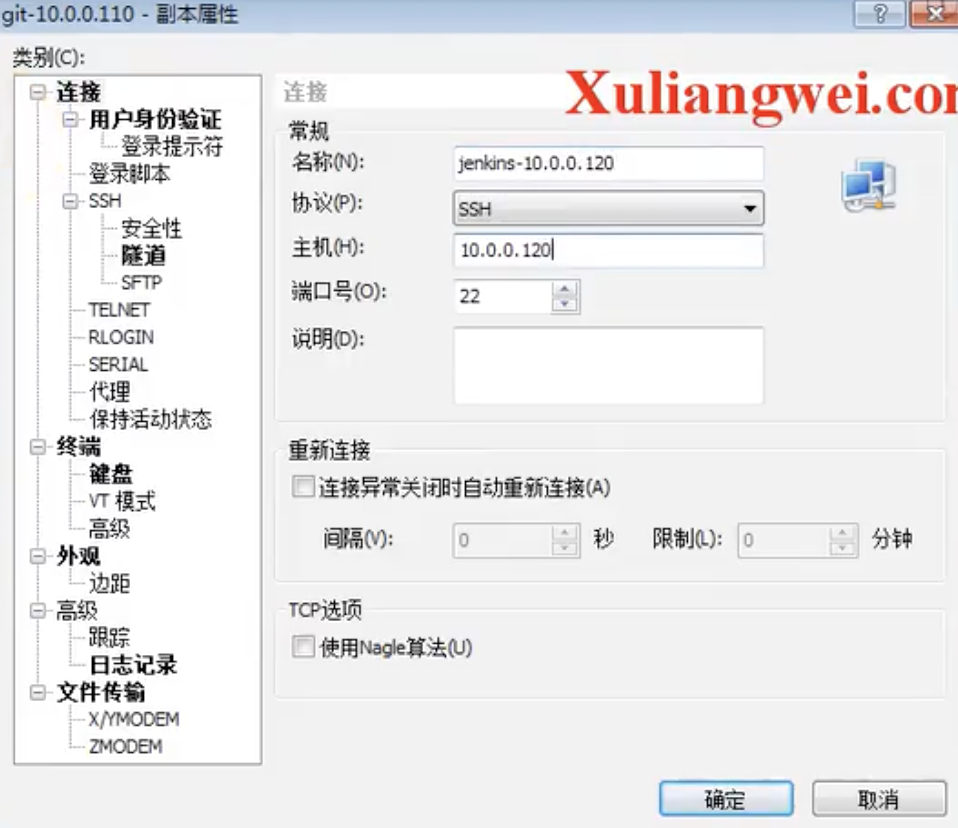 git-10.0.0.110 - 副本属性
类别(C):
连接
用户身份验证
登录提示符
登录脚本
SSH
安全性
隧道
SFTP
TELNET
RLOGIN
SERIAL
代理
保持活动状态
终端
键盘
VT 模式
高级
外观
边距
高级
跟踪
日志记录
文件传输
X/YMODEM
ZMODEM
连接
Xuliangwei.com
常规
名称(N): jenkins-10.0.0.120
协议(P): SSH
主机(H): 10.0.0.120
端口号(O): 22
说明(D):
重新连接
连接异常关闭时自动重新连接(A)
间隔(V): 0 秒 限制(L): 0 分钟
TCP选项
使用Nagle算法(U)
确定 取消